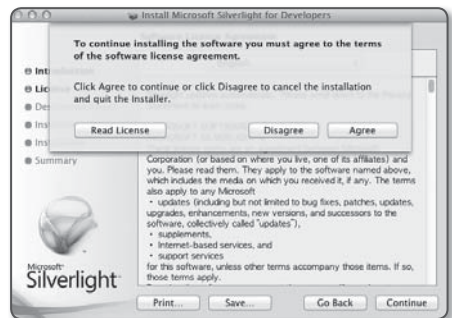 Install Microsoft Silverlight for Developers
To continue installing the software you must agree to the terms
of the software license agreement.
Click Agree to continue or click Disagree to cancel the installation
and quit the Installer.
Read License
Disagree
Agree
Summary
Corporation (or based on where you live, one of its affiliates) and
you. Please read them. They apply to the software named above,
which includes the media on which you received it, if any. The terms
also apply to any Microsoft
• updates (including but not limited to bug fixes, patches, updates,
upgrades, enhancements, new versions, and successors to the
software, collectively called "updates"),
• supplements,
• Internet-based services, and
• support services
for this software, unless other terms accompany those items. If so,
those terms apply.
Microsoft
Silverlight
Print...
Save...
Go Back
Continue